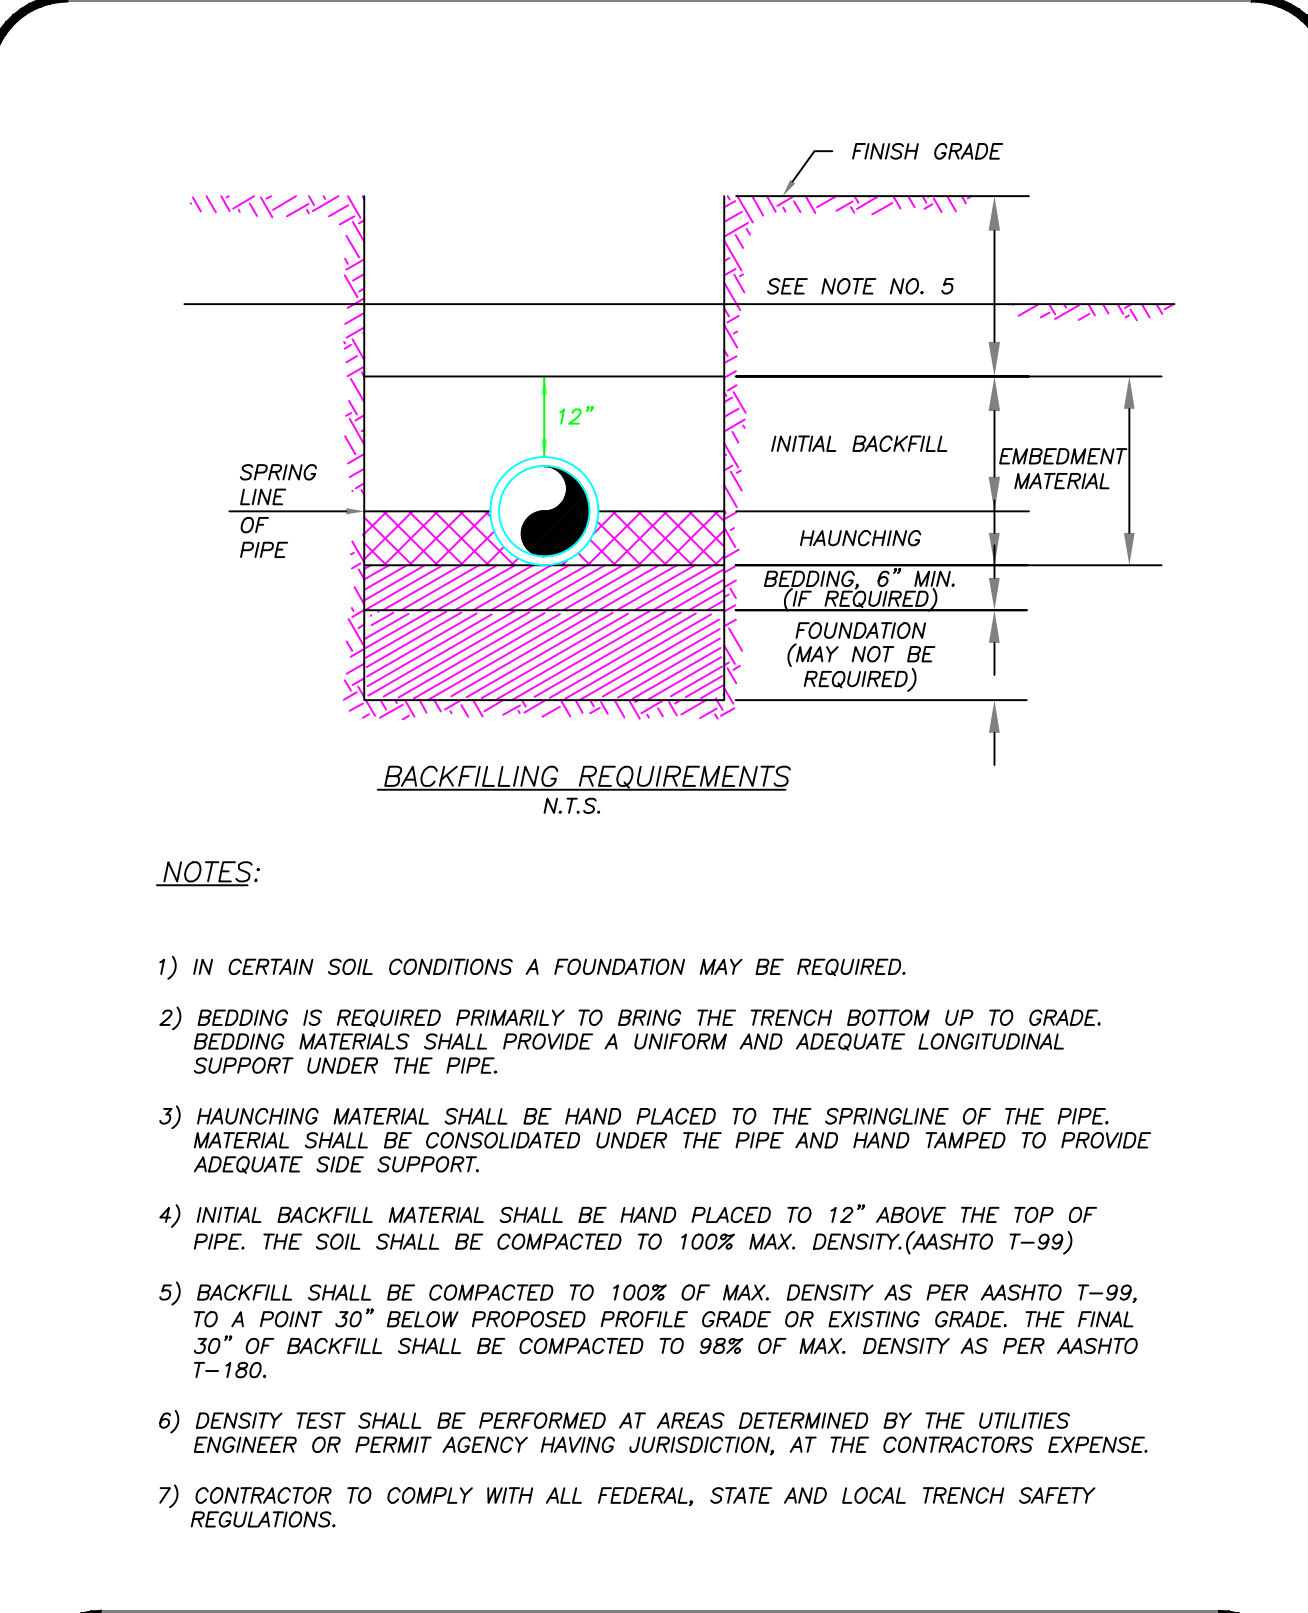 FINISH GRADE
SEE NOTE NO. 5
12"
INITIAL BACKFILL
EMBEDMENT
MATERIAL
SPRING
LINE
OF
PIPE
HAUNCHING
BEDDING, 6" MIN.
(IF REQUIRED)
FOUNDATION
(MAY NOT BE
REQUIRED)
BACKFILLING REQUIREMENTS
N.T.S.
NOTES:
1) IN CERTAIN SOIL CONDITIONS A FOUNDATION MAY BE REQUIRED.
2) BEDDING IS REQUIRED PRIMARILY TO BRING THE TRENCH BOTTOM UP TO GRADE.
BEDDING MATERIALS SHALL PROVIDE A UNIFORM AND ADEQUATE LONGITUDINAL
SUPPORT UNDER THE PIPE.
3) HAUNCHING MATERIAL SHALL BE HAND PLACED TO THE SPRINGLINE OF THE PIPE.
MATERIAL SHALL BE CONSOLIDATED UNDER THE PIPE AND HAND TAMPED TO PROVIDE
ADEQUATE SIDE SUPPORT.
4) INITIAL BACKFILL MATERIAL SHALL BE HAND PLACED TO 12" ABOVE THE TOP OF
PIPE. THE SOIL SHALL BE COMPACTED TO 100% MAX. DENSITY.(AASHTO T-99)
5) BACKFILL SHALL BE COMPACTED TO 100% OF MAX. DENSITY AS PER AASHTO T-99,
TO A POINT 30" BELOW PROPOSED PROFILE GRADE OR EXISTING GRADE. THE FINAL
30" OF BACKFILL SHALL BE COMPACTED TO 98% OF MAX. DENSITY AS PER AASHTO
T-180.
6) DENSITY TEST SHALL BE PERFORMED AT AREAS DETERMINED BY THE UTILITIES
ENGINEER OR PERMIT AGENCY HAVING JURISDICTION, AT THE CONTRACTORS EXPENSE.
7) CONTRACTOR TO COMPLY WITH ALL FEDERAL, STATE AND LOCAL TRENCH SAFETY
REGULATIONS.